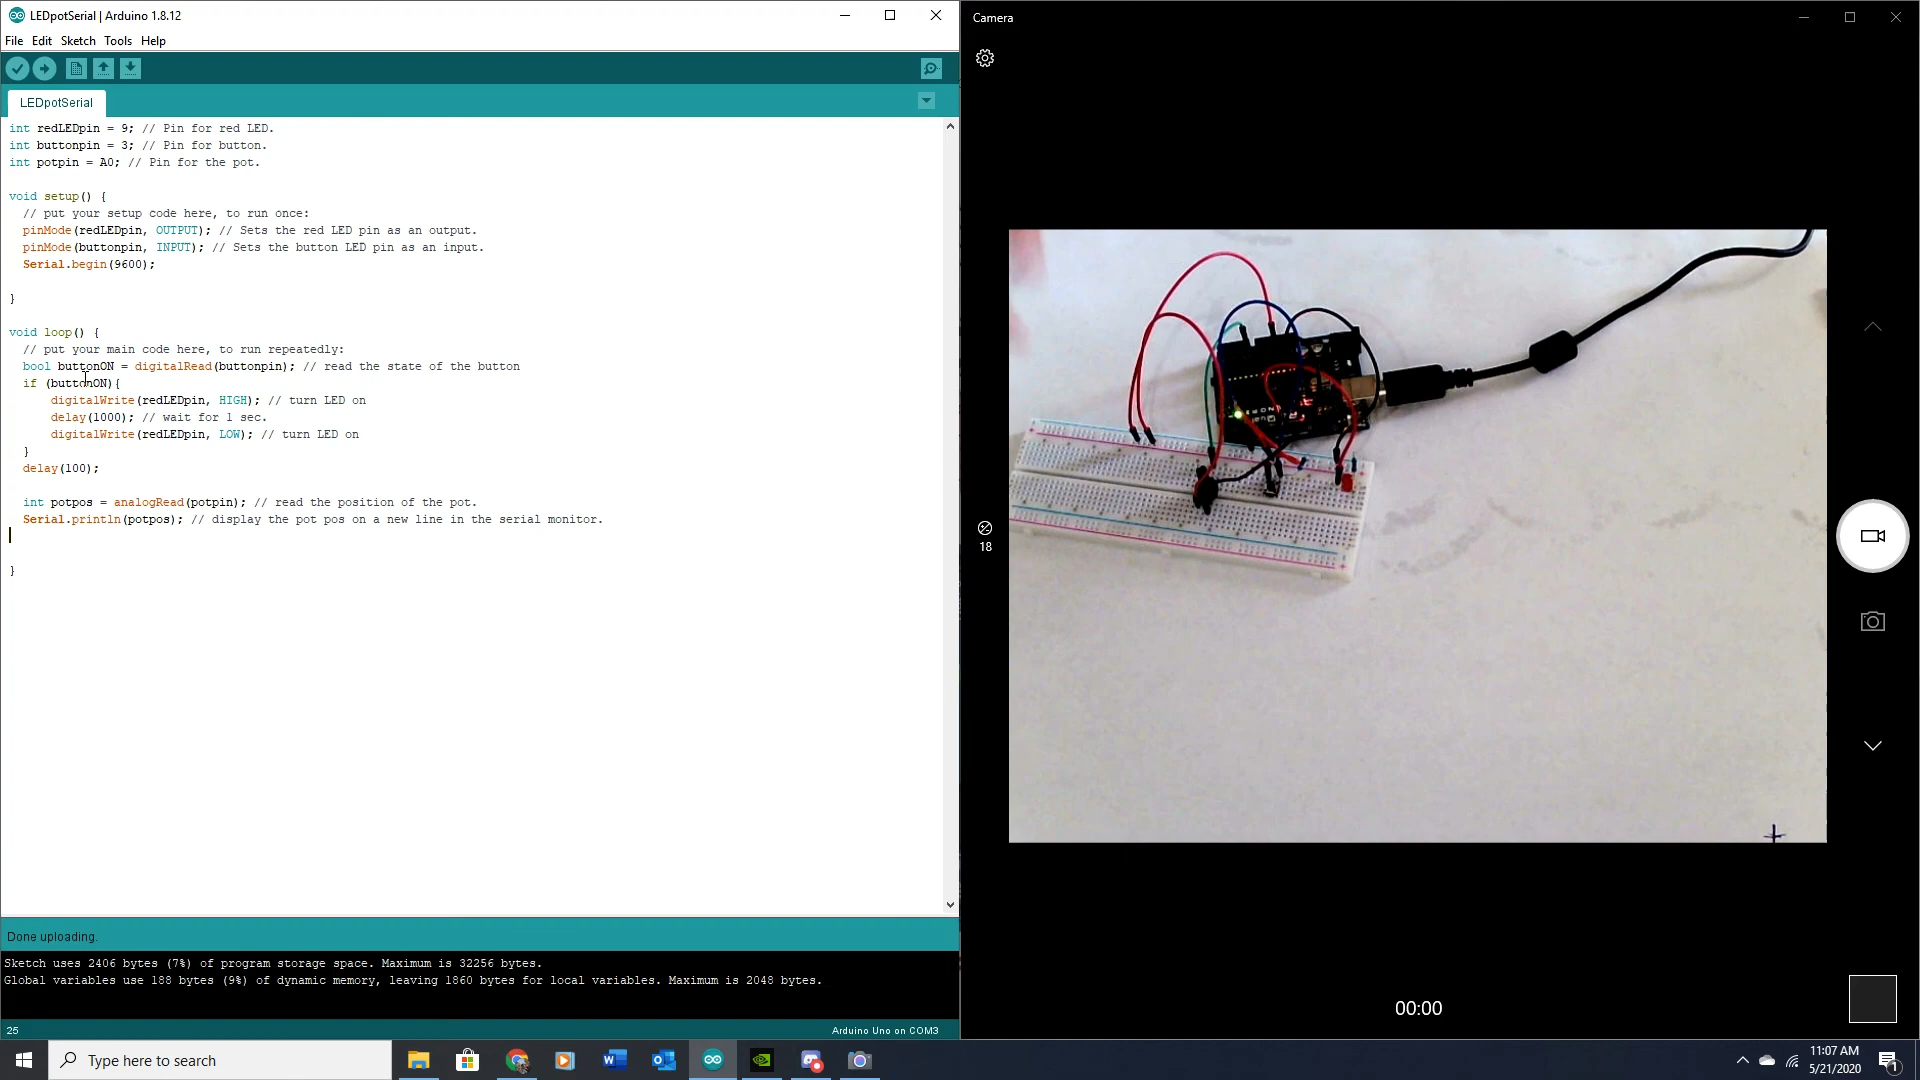 LEDpotSerial | Arduino 1.8.12
File Edit Sketch Tools Help
LEDpotSerial
int redLEDpin = 9; // Pin for red LED.
int buttonpin = 3; // Pin for button.
int potpin = A0; // Pin for the pot.
void setup() {
// put your setup code here, to run once:
pinMode(redLEDpin, OUTPUT); // Sets the red LED pin as an output.
pinMode(buttonpin, INPUT); // Sets the button LED pin as an input.
Serial.begin(9600);
}
void loop() {
// put your main code here, to run repeatedly:
bool buttonON = digitalRead(buttonpin); // read the state of the button
if (buttonON){
digitalWrite(redLEDpin, HIGH); // turn LED on
delay(1000); // wait for 1 sec.
digitalWrite(redLEDpin, LOW); // turn LED on
}
delay(100);
int potpos = analogRead(potpin); // read the position of the pot.
Serial.println(potpos); // display the pot pos on a new line in the serial monitor.
}
Done uploading.
Sketch uses 2406 bytes (7%) of program storage space. Maximum is 32256 bytes.
Global variables use 188 bytes (9%) of dynamic memory, leaving 1860 bytes for local variables. Maximum is 2048 bytes.
25
Arduino Uno on COM3
Camera
18
00:00
Type here to search
11:07 AM
5/21/2020
1